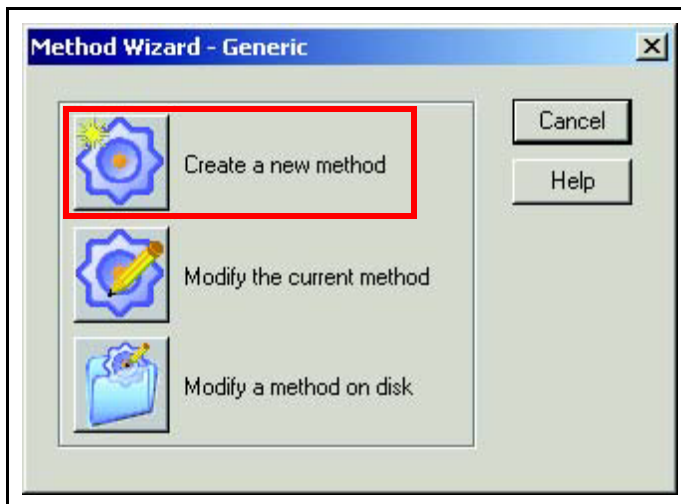 Method Wizard - Generic
Create a new method
Modify the current method
Modify a method on disk
Cancel
Help